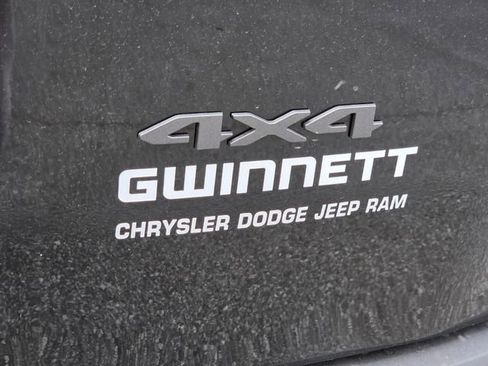 4X4
GWINNETT
CHRYSLER DODGE JEEP RAM